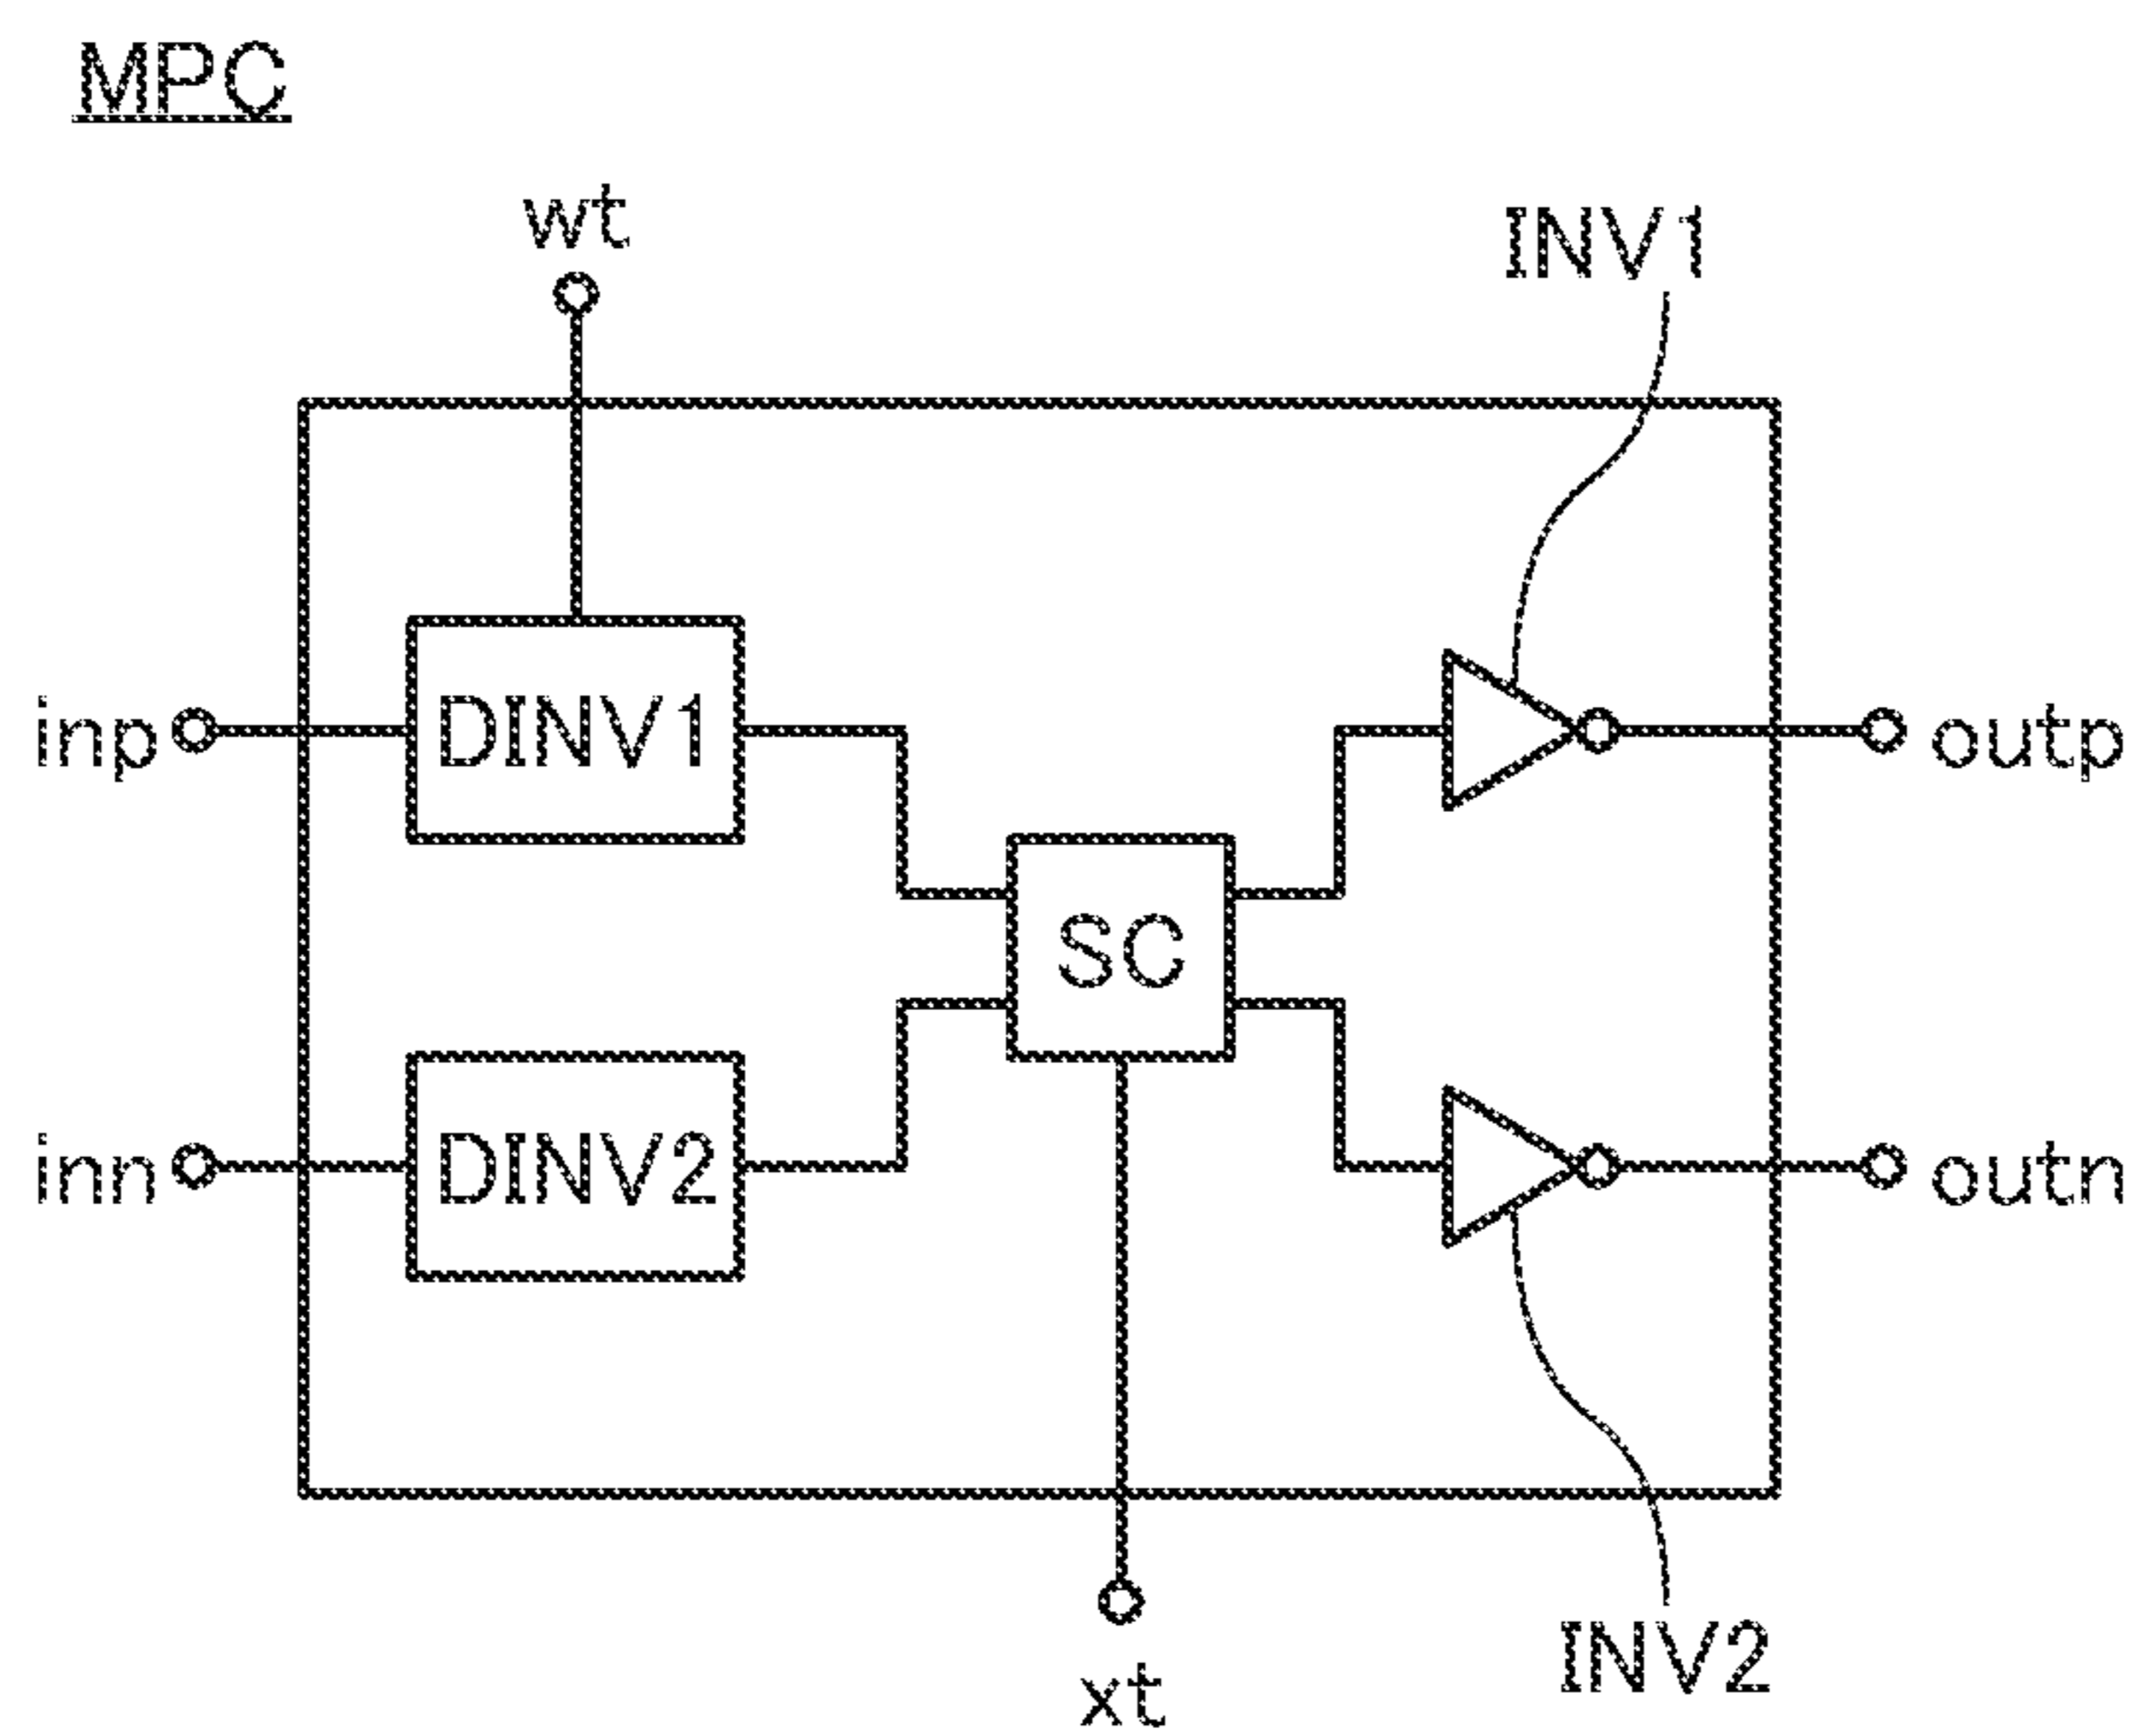 MPC
wt
INV1
inp
DINV1
outp
SC
inn
DINV2
outn
INV2
xt